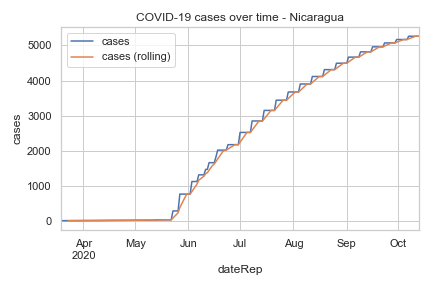 COVID-19 cases over time - Nicaragua
cases
cases (rolling)
5000
4000
3000
2000
1000
0
cases
Apr
2020
May
Jun
Jul
Aug
Sep
Oct
dateRep